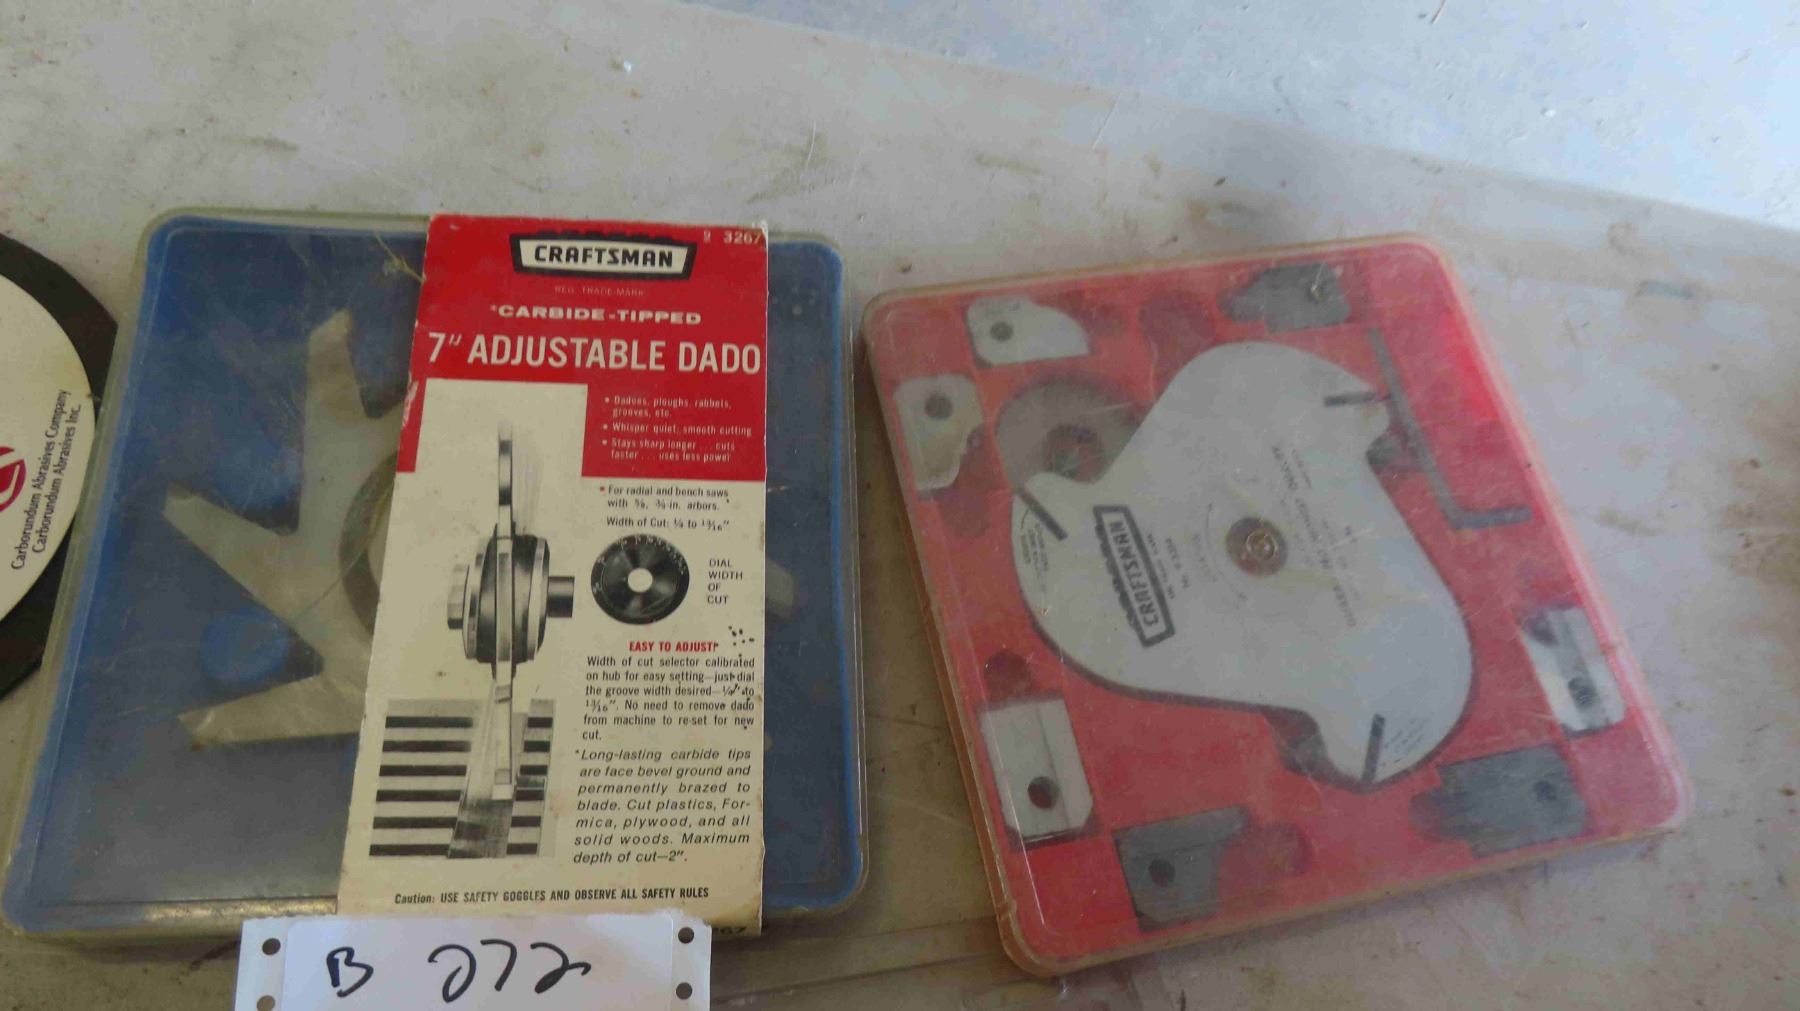 Carborundum Abrasives Company
Carborundum Abrasives Inc.
9 3267
CRAFTSMAN
REG. TRADE-MARK
*CARBIDE-TIPPED
7" ADJUSTABLE DADO
• Dadoes, ploughs, rabbets,
grooves, etc.
• Whisper quiet, smooth cutting
• Stays sharp longer . . . cuts
faster . . . uses less power
• For radial and bench saws
with 5/8, 3/4-in. arbors.
Width of Cut: 1/4 to 13/16"
DIAL
WIDTH
OF
CUT
EASY TO ADJUST!
Width of cut selector calibrated
on hub for easy setting—just dial
the groove width desired—1/4" to
13/16". No need to remove dado
from machine to re-set for new
cut.
*Long-lasting carbide tips
are face bevel ground and
permanently brazed to
blade. Cut plastics, For-
mica, plywood, and all
solid woods. Maximum
depth of cut—2".
Caution: USE SAFETY GOGGLES AND OBSERVE ALL SAFETY RULES
267
B 272
CRAFTSMAN